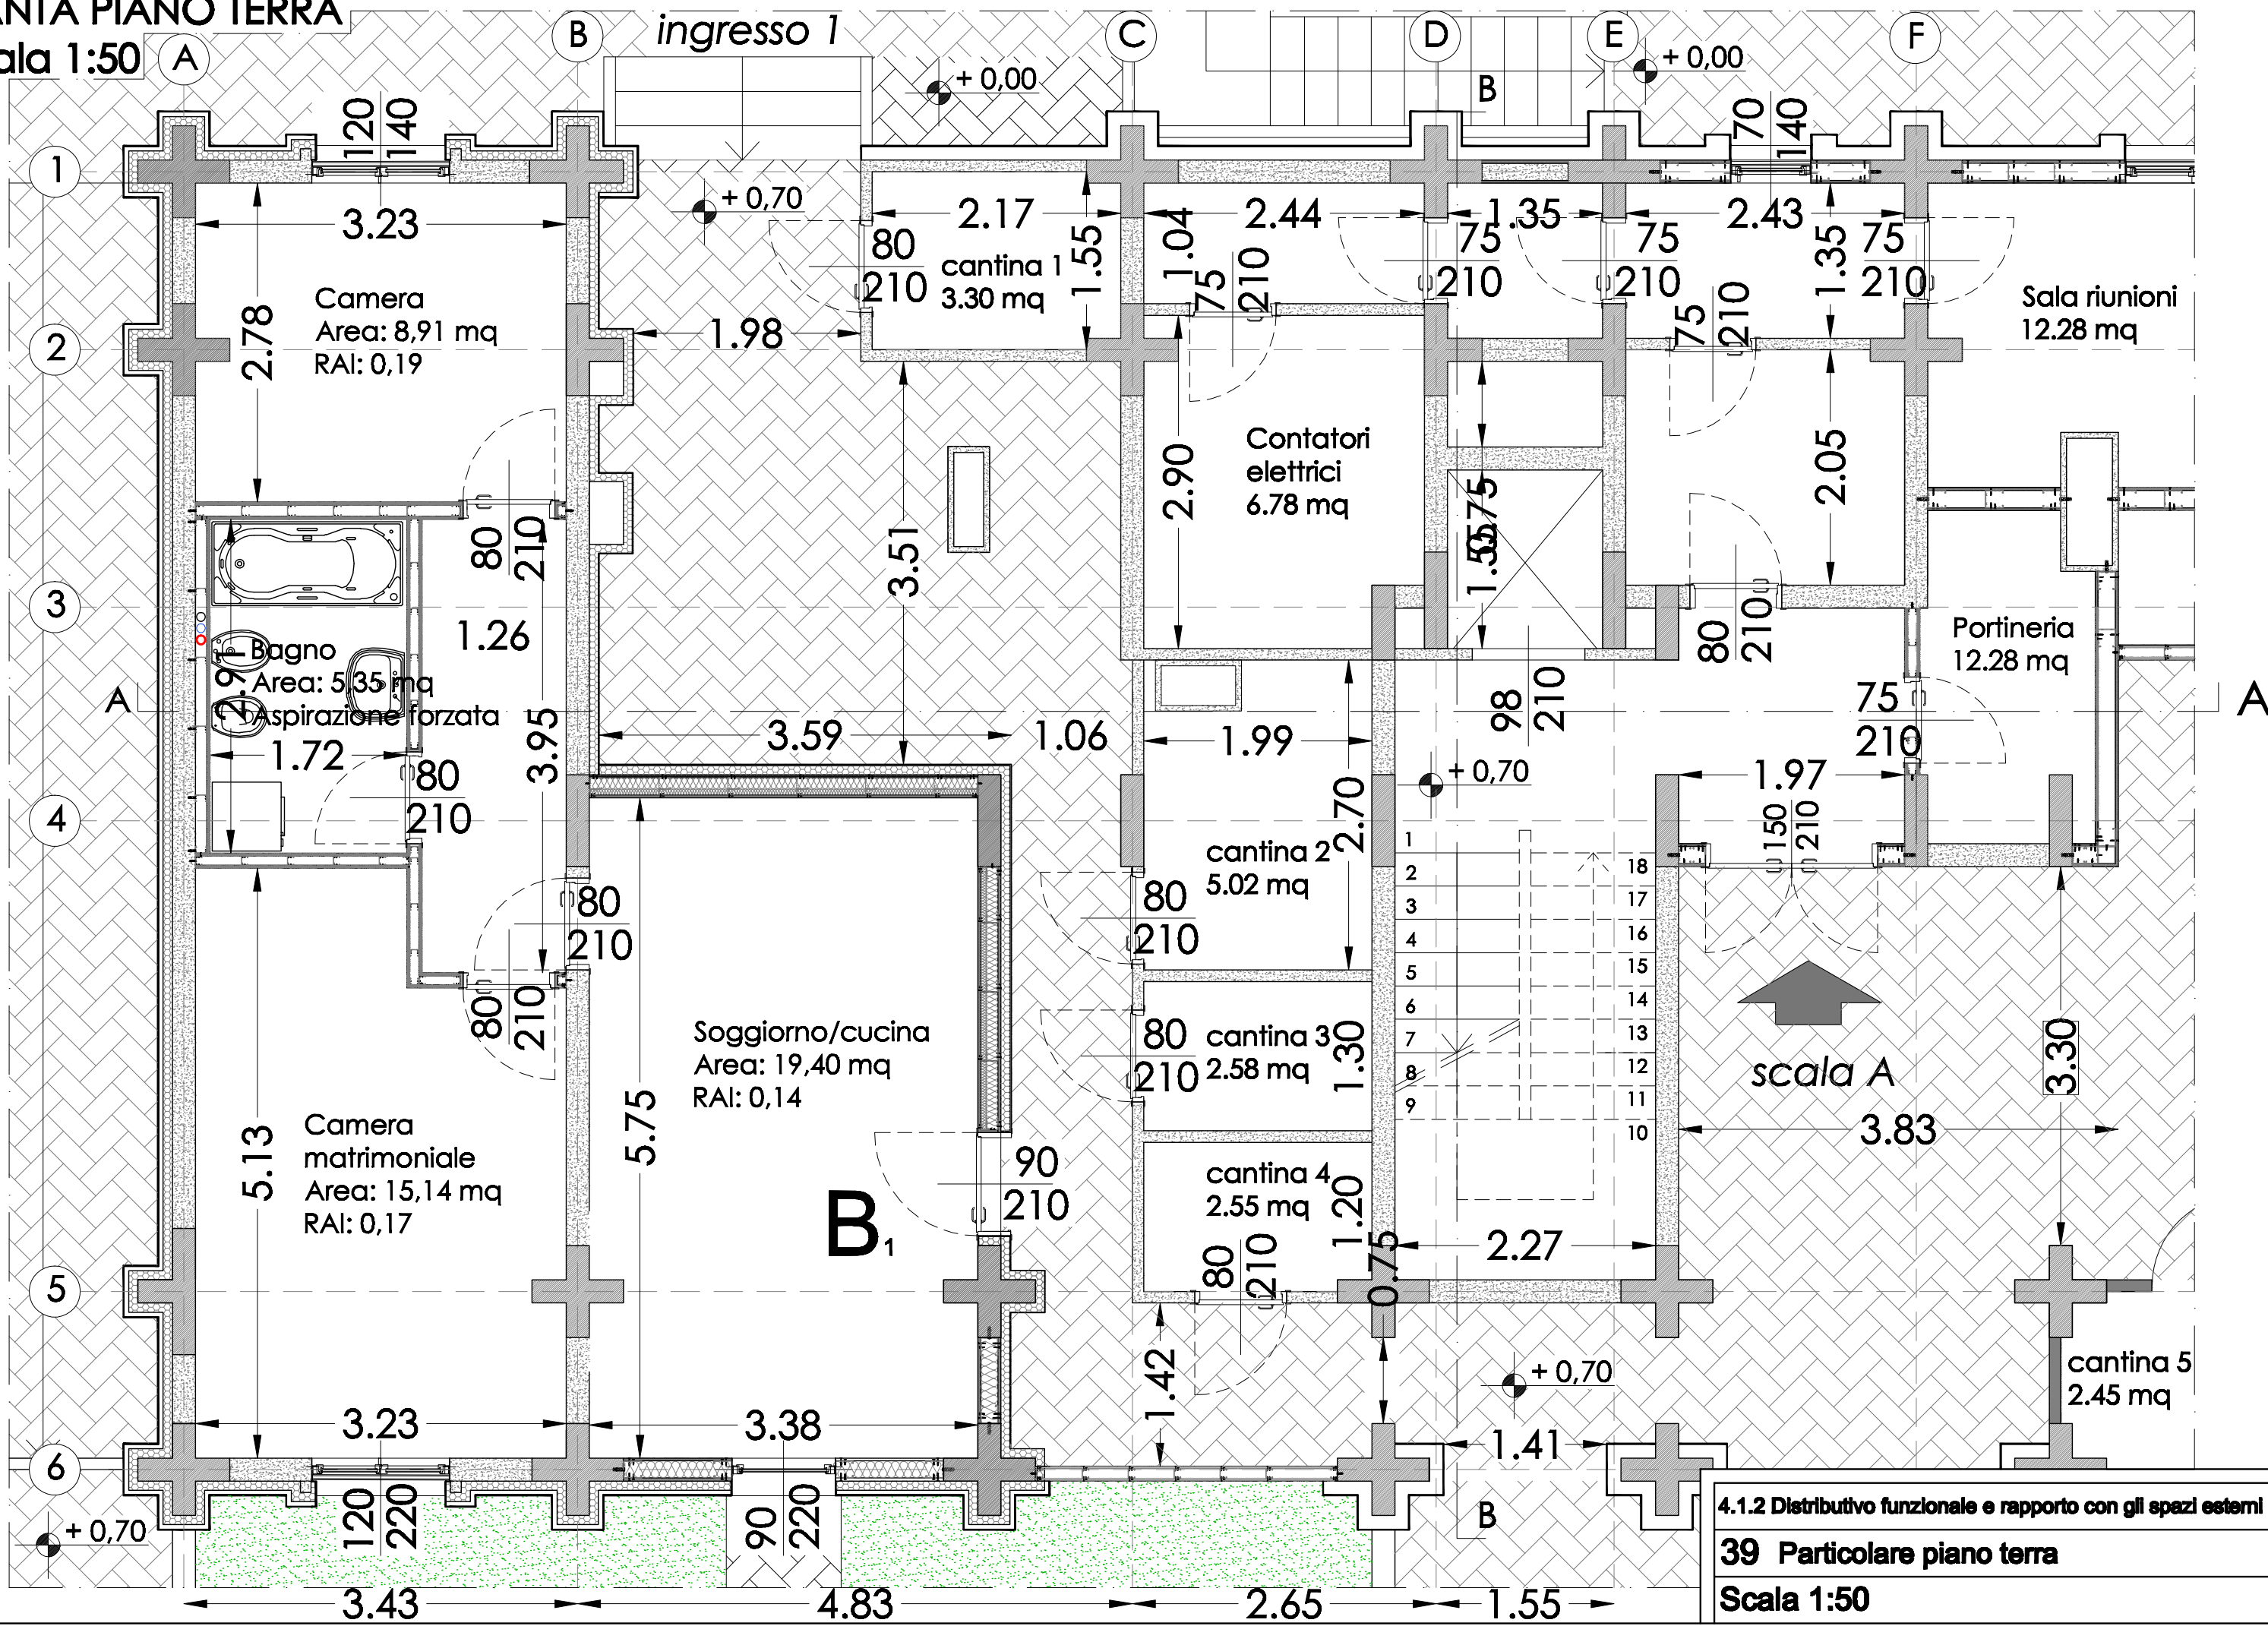 ANTA PIANO TERRA
ala 1:50
A
B
ingresso 1
C
D
E
F
+ 0,00
+ 0,00
B
120
140
70
140
1
+ 0,70
3.23
2.17
1.04
2.44
1.35
2.43
80
210
cantina 1
3.30 mq
1.55
75
210
75
210
75
210
1.35
75
210
75
210
Camera
Area: 8,91 mq
RAI: 0,19
2.78
2
1.98
Sala riunioni
12.28 mq
Contatori
elettrici
6.78 mq
2.90
2.05
0.75
1.55
80
210
3.51
3
1.26
Bagno
Area: 5,35 mq
Aspirazione forzata
2.91
1.72
80
210
3.95
3.59
1.06
1.99
98
210
80
210
Portineria
12.28 mq
75
210
A
A
+ 0,70
1.97
150
210
4
2.70
cantina 2
5.02 mq
80
210
80
210
80
210
1
2
3
4
5
6
7
8
9
18
17
16
15
14
13
12
11
10
Soggiorno/cucina
Area: 19,40 mq
RAI: 0,14
80
210
cantina 3
2.58 mq
1.30
scala A
3.30
3.83
5.75
5.13
Camera
matrimoniale
Area: 15,14 mq
RAI: 0,17
B1
90
210
cantina 4
2.55 mq
1.20
80
210
0.75
2.27
5
1.42
+ 0,70
cantina 5
2.45 mq
3.23
3.38
1.41
6
120
220
90
220
B
+ 0,70
3.43
4.83
2.65
1.55
4.1.2 Distributivo funzionale e rapporto con gli spazi esterni
39 Particolare piano terra
Scala 1:50